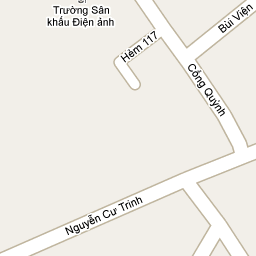 Trường Sân
khấu Điện ảnh
Hẻm 117
Bùi Viện
Cống Quỳnh
Nguyễn Cư Trinh